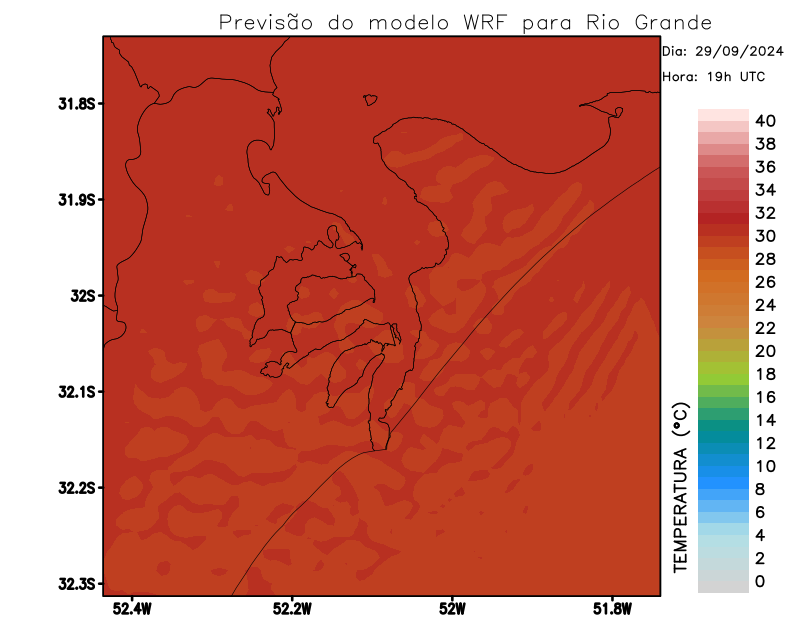 Previsão do modelo WRF para Rio Grande
Dia: 29/09/2024
Hora: 19h UTC
31.8S
31.9S
32S
32.1S
32.2S
32.3S
52.4W
52.2W
52W
51.8W
TEMPERATURA (°C)
40
38
36
34
32
30
28
26
24
22
20
18
16
14
12
10
8
6
4
2
0